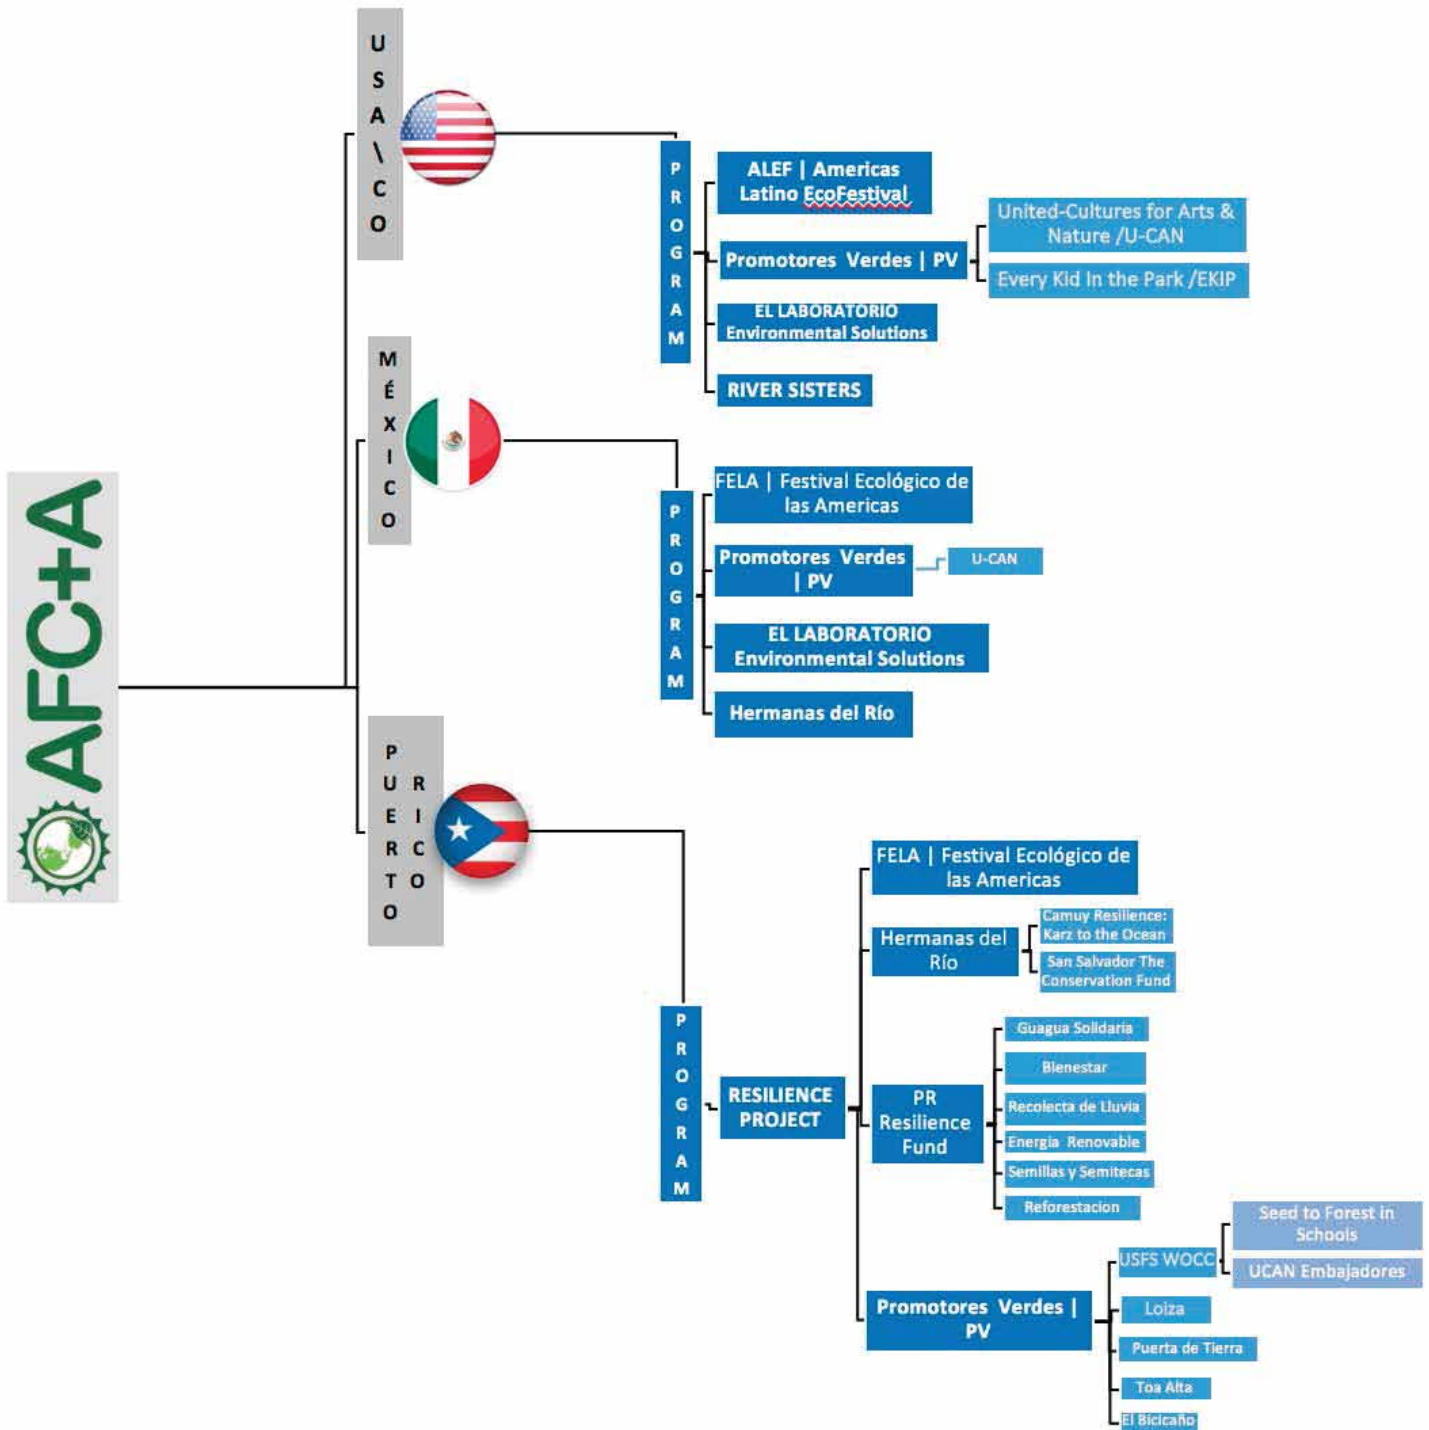 AFC+A
USA\CO
PROGRAM
ALEF | Americas
Latino EcoFestival
Promotores Verdes | PV
United-Cultures for Arts &
Nature /U-CAN
Every Kid In the Park /EKIP
EL LABORATORIO
Environmental Solutions
RIVER SISTERS
MÉXICO
PROGRAM
FELA | Festival Ecológico de
las Americas
Promotores Verdes
| PV
U-CAN
EL LABORATORIO
Environmental Solutions
Hermanas del Río
PUERTO
RICO
PROGRAM
RESILIENCE
PROJECT
FELA | Festival Ecológico de
las Americas
Hermanas del
Río
Camuy Resilience:
Karz to the Ocean
San Salvador The
Conservation Fund
PR
Resilience
Fund
Guagua Solidaria
Bienestar
Recolecta de Lluvia
Energia Renovable
Semillas y Semitecas
Reforestacion
Promotores Verdes |
PV
USFS WOCC
Seed to Forest in
Schools
UCAN Embajadores
Loiza
Puerta de Tierra
Toa Alta
El Bicicaño